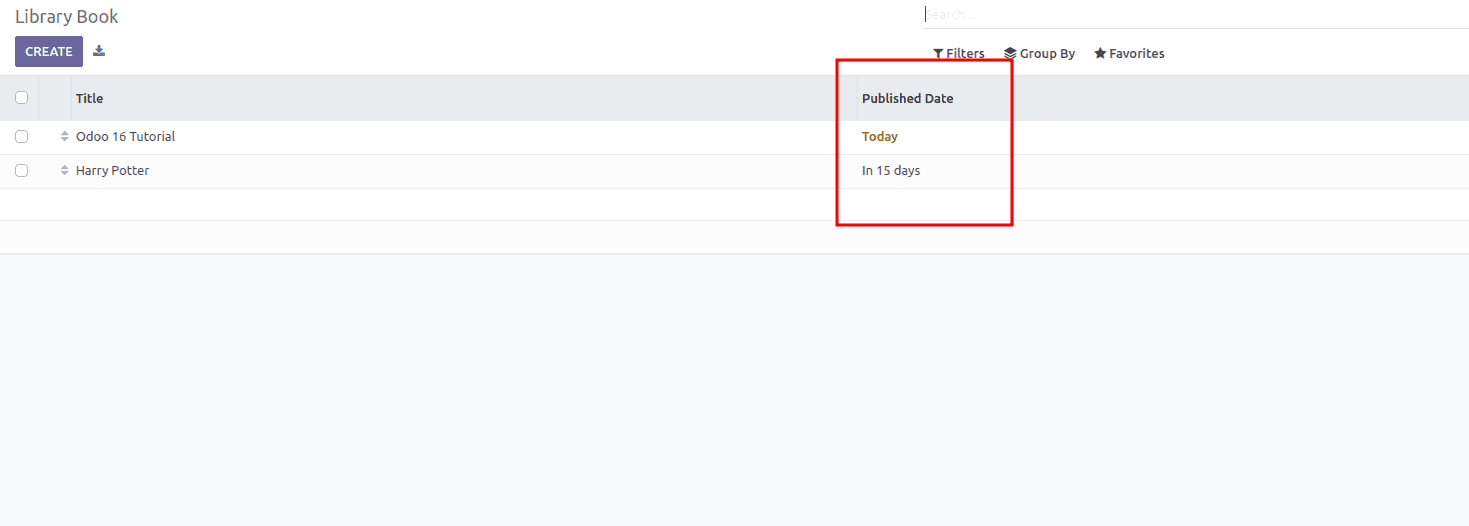 Library Book
Search...
CREATE
Filters Group By Favorites
Title Published Date
Odoo 16 Tutorial Today
Harry Potter In 15 days